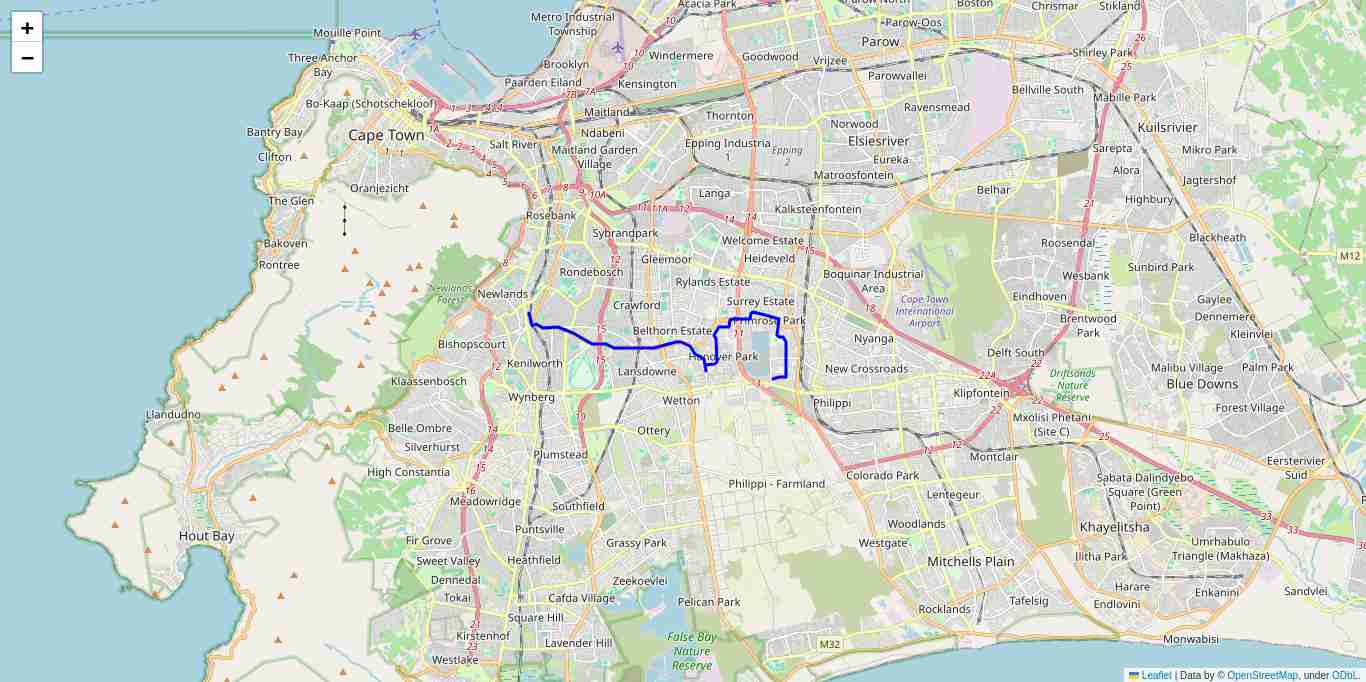 +
−
Acacia Park
Parow North
Boston
Chrismar
Stikland
Metro Industrial
Township
Parow-Oos
Mouille Point
Parow
Three Anchor
Bay
Windermere
Goodwood
Vrijzee
Shirley Park
Brooklyn
Parowvallei
Paarden Eiland
Kensington
Bellville South
Mabille Park
Bo-Kaap (Schotschekloof)
Maitland
Thornton
Ravensmead
Norwood
Kuilsrivier
Bantry Bay
Cape Town
Ndabeni
Salt River
Maitland Garden
Village
Epping Industria
1
Epping
2
Elsiesriver
Sarepta
Mikro Park
Clifton
Eureka
Alora
Matroosfontein
Oranjezicht
Langa
Belhar
Jagtershof
The Glen
Highbury
Rosebank
Kalksteenfontein
Sybrandpark
Blackheath
Bakoven
Welcome Estate
Roosendal
M12
Rontree
Gleemoor
Heideveld
Sunbird Park
Rondebosch
Boquinar Industrial
Area
Wesbank
Newlands
Forest
Newlands
Rylands Estate
Cape Town
International
Airport
Eindhoven
Gaylee
Crawford
Surrey Estate
Dennemere
Brentwood
Park
Belthorn Estate
Primrose Park
Kleinvlei
Bishopscourt
Nyanga
Hanover Park
Delft South
Kenilworth
Malibu Village
Palm Park
Lansdowne
New Crossroads
Driftsands
Nature
Reserve
Klaassenbosch
Blue Downs
Klipfontein
Wynberg
Wetton
Philippi
Forest Village
Llandudno
Mxolisi Phetani
(Site C)
Belle Ombre
Ottery
Silverhurst
Plumstead
Montclair
Eersterivier
Suid
High Constantia
Colorado Park
Sabata Dalindyebo
Square (Green
Point)
Philippi - Farmland
Lentegeur
Meadowridge
Southfield
Khayelitsha
Hout Bay
Puntsville
Woodlands
Fir Grove
Grassy Park
Westgate
Umrhabulo
Triangle (Makhaza)
Sweet Valley
Heathfield
Mitchells Plain
Ilitha Park
Dennedal
Zeekoevlei
Harare
Enkanini
Sandvlei
Tokai
Cafda Village
Pelican Park
Tafelsig
Endlovini
Rocklands
Square Hill
Kirstenhof
Lavender Hill
False Bay
Nature
Reserve
M32
Monwabisi
Westlake
Leaflet | Data by © OpenStreetMap, under ODbL.